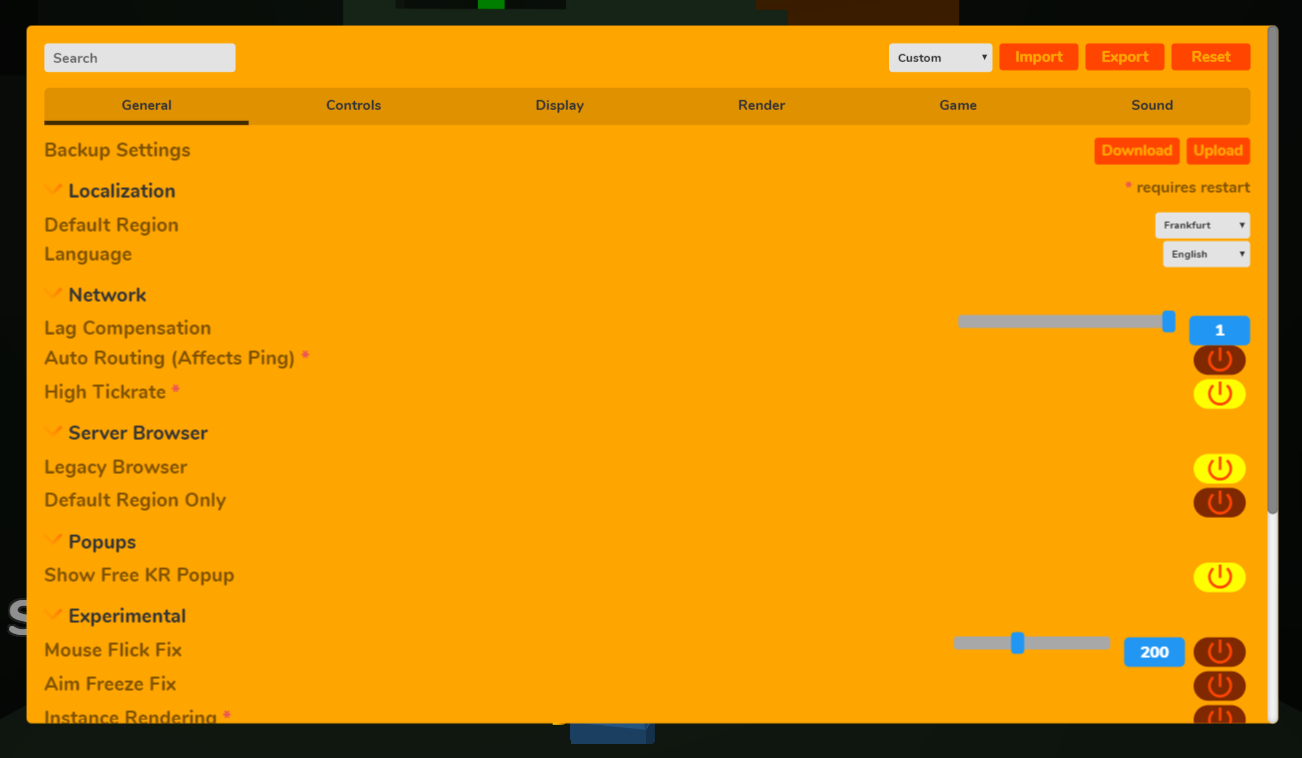 Search Custom Import Export Reset
General Controls Display Render Game Sound
Backup Settings Download Upload
Localization * requires restart
Default Region Frankfurt
Language English
Network
Lag Compensation 1
Auto Routing (Affects Ping) *
High Tickrate *
Server Browser
Legacy Browser
Default Region Only
Popups
Show Free KR Popup
Experimental
Mouse Flick Fix 200
Aim Freeze Fix
Instance Rendering *